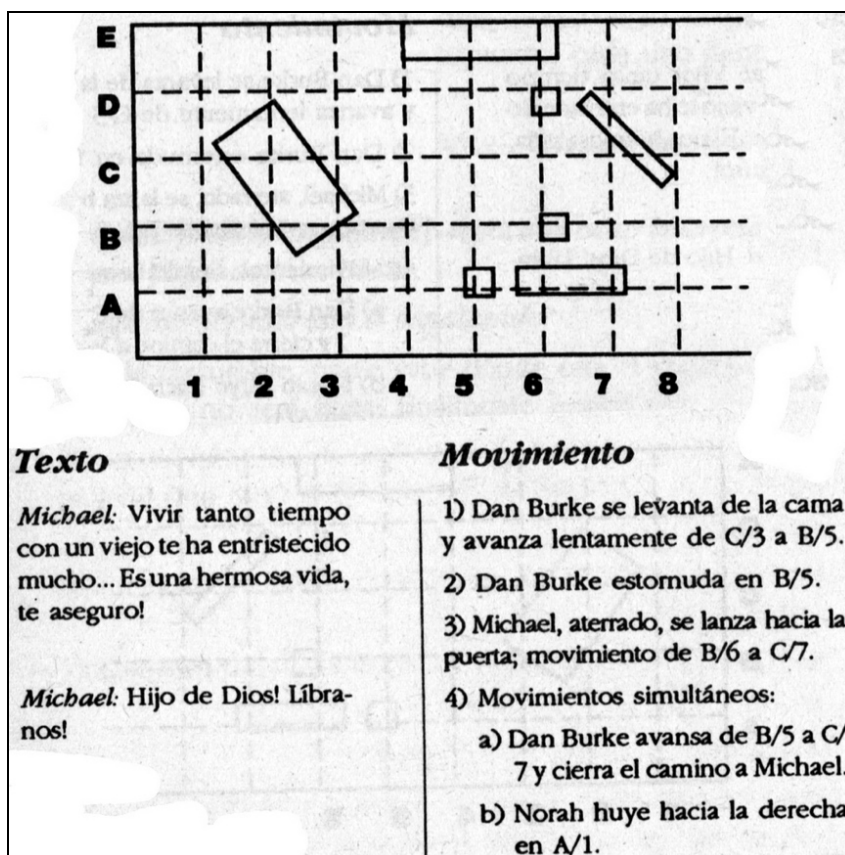 E
D
C
B
A
1 2 3 4 5 6 7 8
Texto
Michael: Vivir tanto tiempo
con un viejo te ha entristecido
mucho... Es una hermosa vida,
te aseguro!
Michael: Hijo de Dios! Líbra-
nos!
Movimiento
1) Dan Burke se levanta de la cama
y avanza lentamente de C/3 a B/5.
2) Dan Burke estornuda en B/5.
3) Michael, aterrado, se lanza hacia la
puerta; movimiento de B/6 a C/7.
4) Movimientos simultáneos:
a) Dan Burke avansa de B/5 a C/
7 y cierra el camino a Michael.
b) Norah huye hacia la derecha
en A/1.